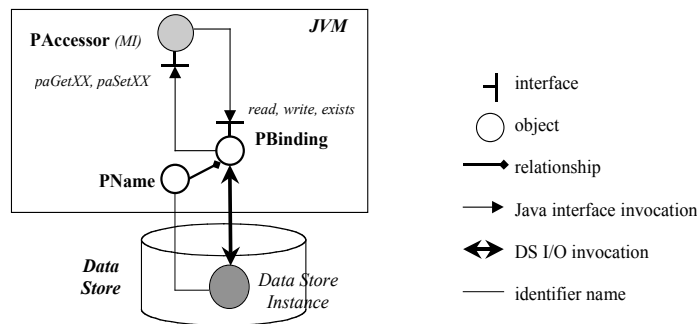 JVM
PAccessor (MI)
paGetXX, paSetXX
read, write, exists
PBinding
PName
Data
Store
Data Store
Instance
interface
object
relationship
Java interface invocation
DS I/O invocation
identifier name